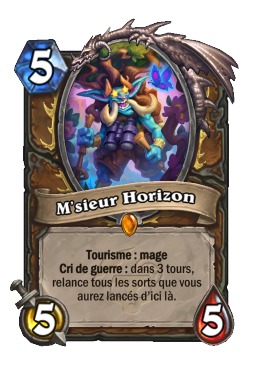 5
M'sieur Horizon
Tourisme : mage
Cri de guerre : dans 3 tours,
relance tous les sorts que vous
aurez lancés d'ici là.
5
5